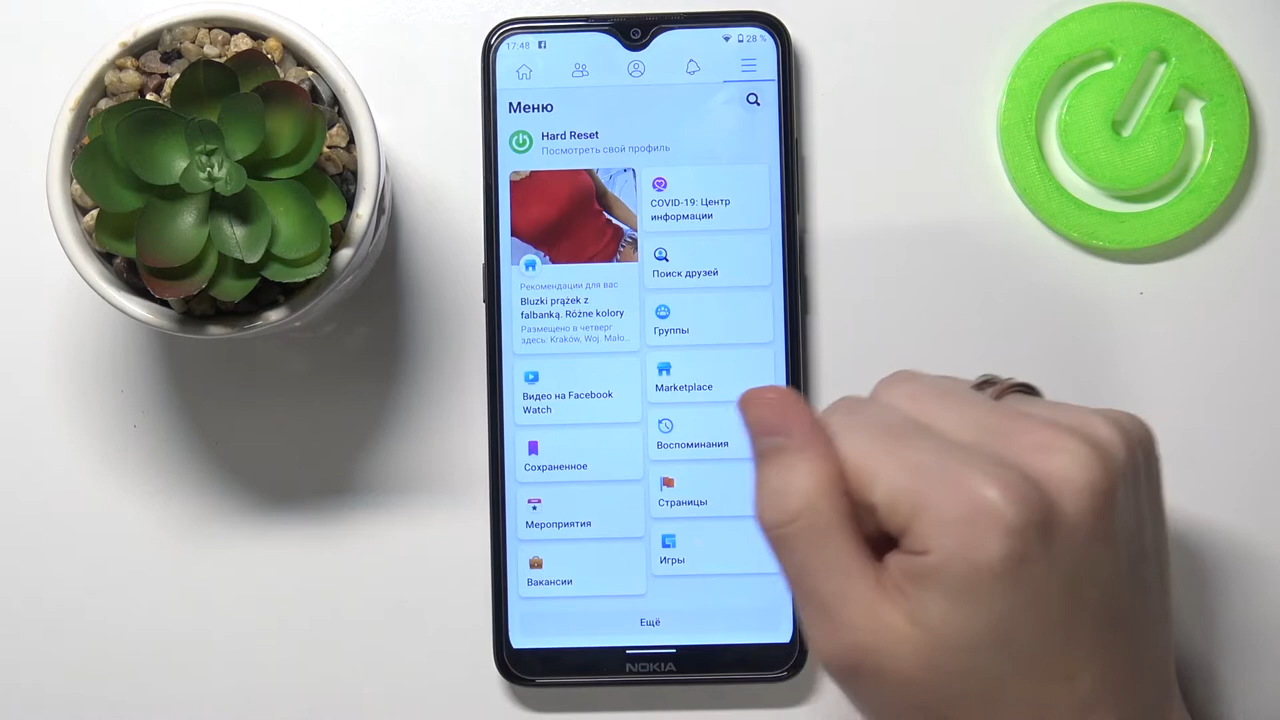 17:48
28 %
Меню
Hard Reset
Посмотреть свой профиль
COVID-19: Центр
информации
Поиск друзей
Рекомендации для вас
Bluzki prążek z
falbanką. Różne kolory
Размещено в четверг
здесь: Kraków, Woj. Mało...
Группы
Marketplace
Видео на Facebook
Watch
Воспоминания
Сохраненное
Страницы
Мероприятия
Игры
Вакансии
Ещё
NOKIA